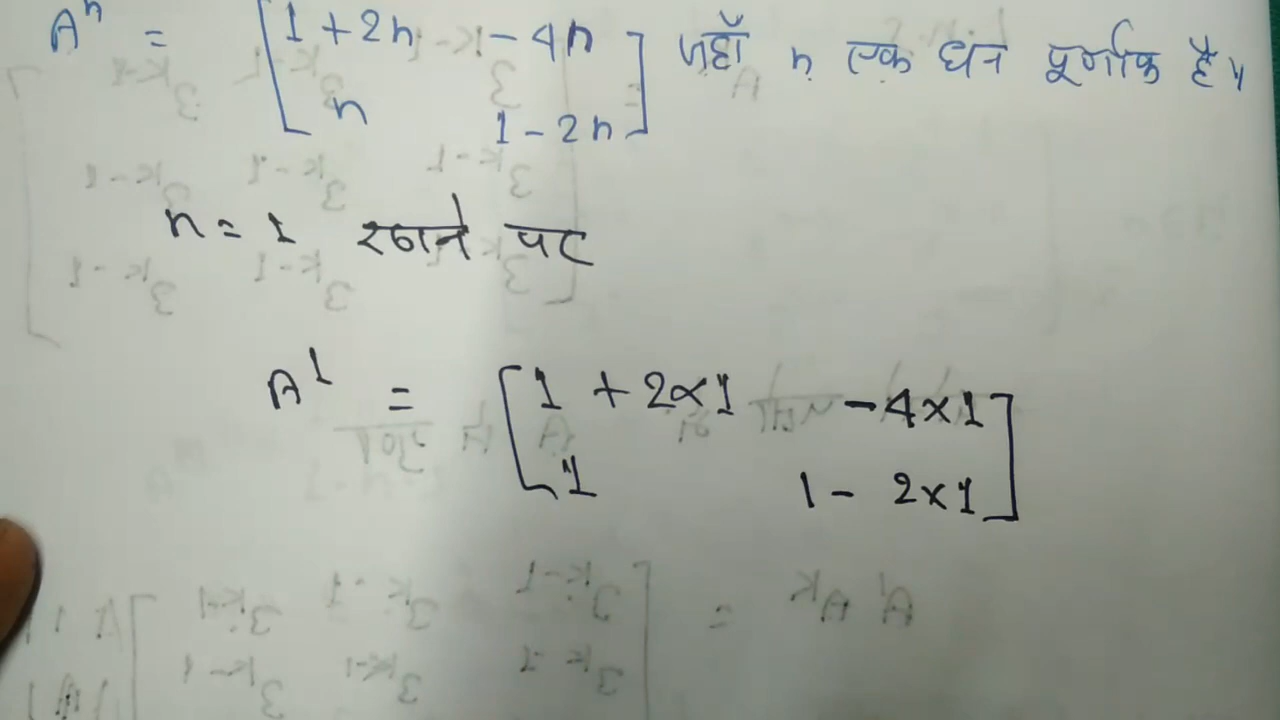 Aⁿ = [1 + 2n - 4n
n 1 - 2n] जहाँ n एक धन पूर्णांक है।
n = 1 रखने पर
A¹ = [1 + 2×1 - 4×1
1 1 - 2×1]